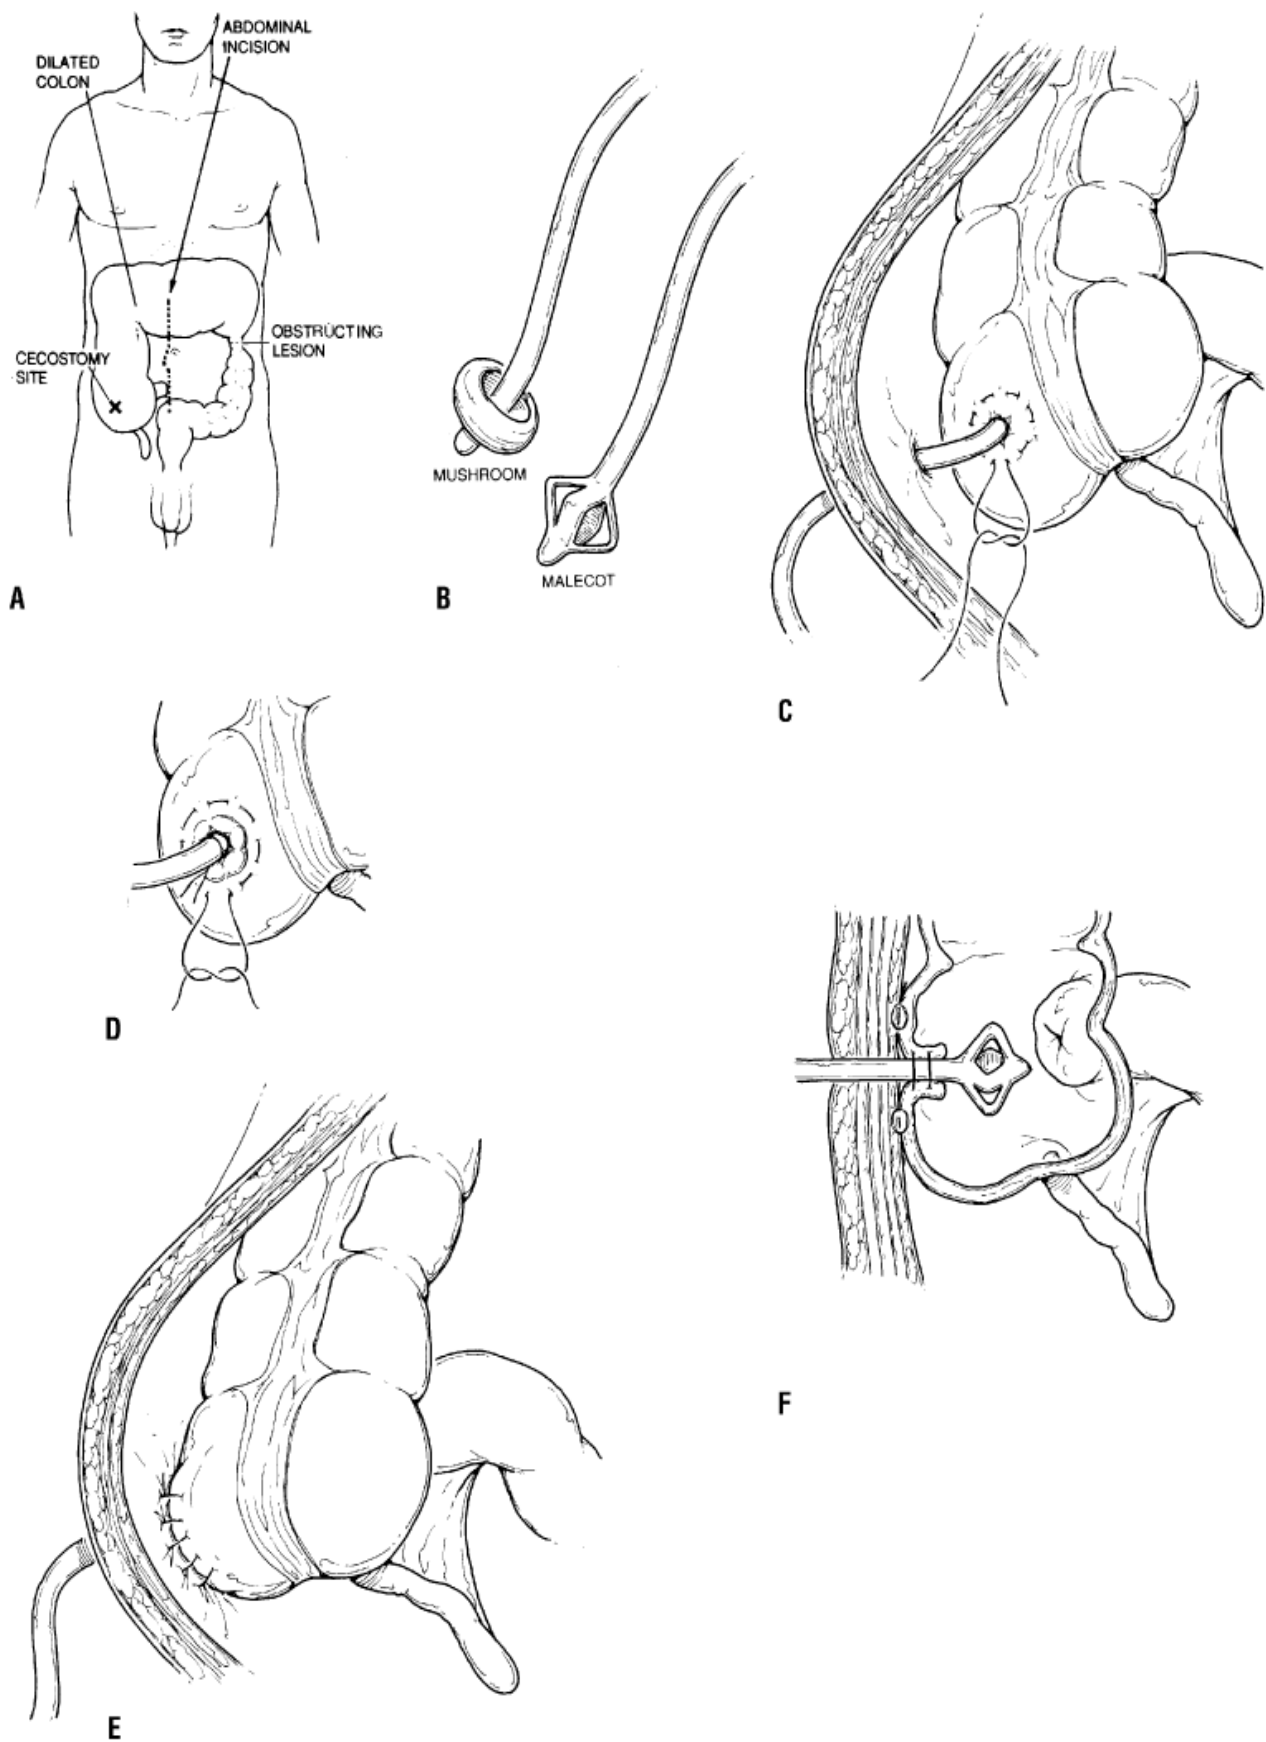 ABDOMINAL
INCISION
DILATED
COLON
OBSTRUCTING
LESION
CECOSTOMY
SITE
A
MUSHROOM
MALECOT
B
C
D
E
F